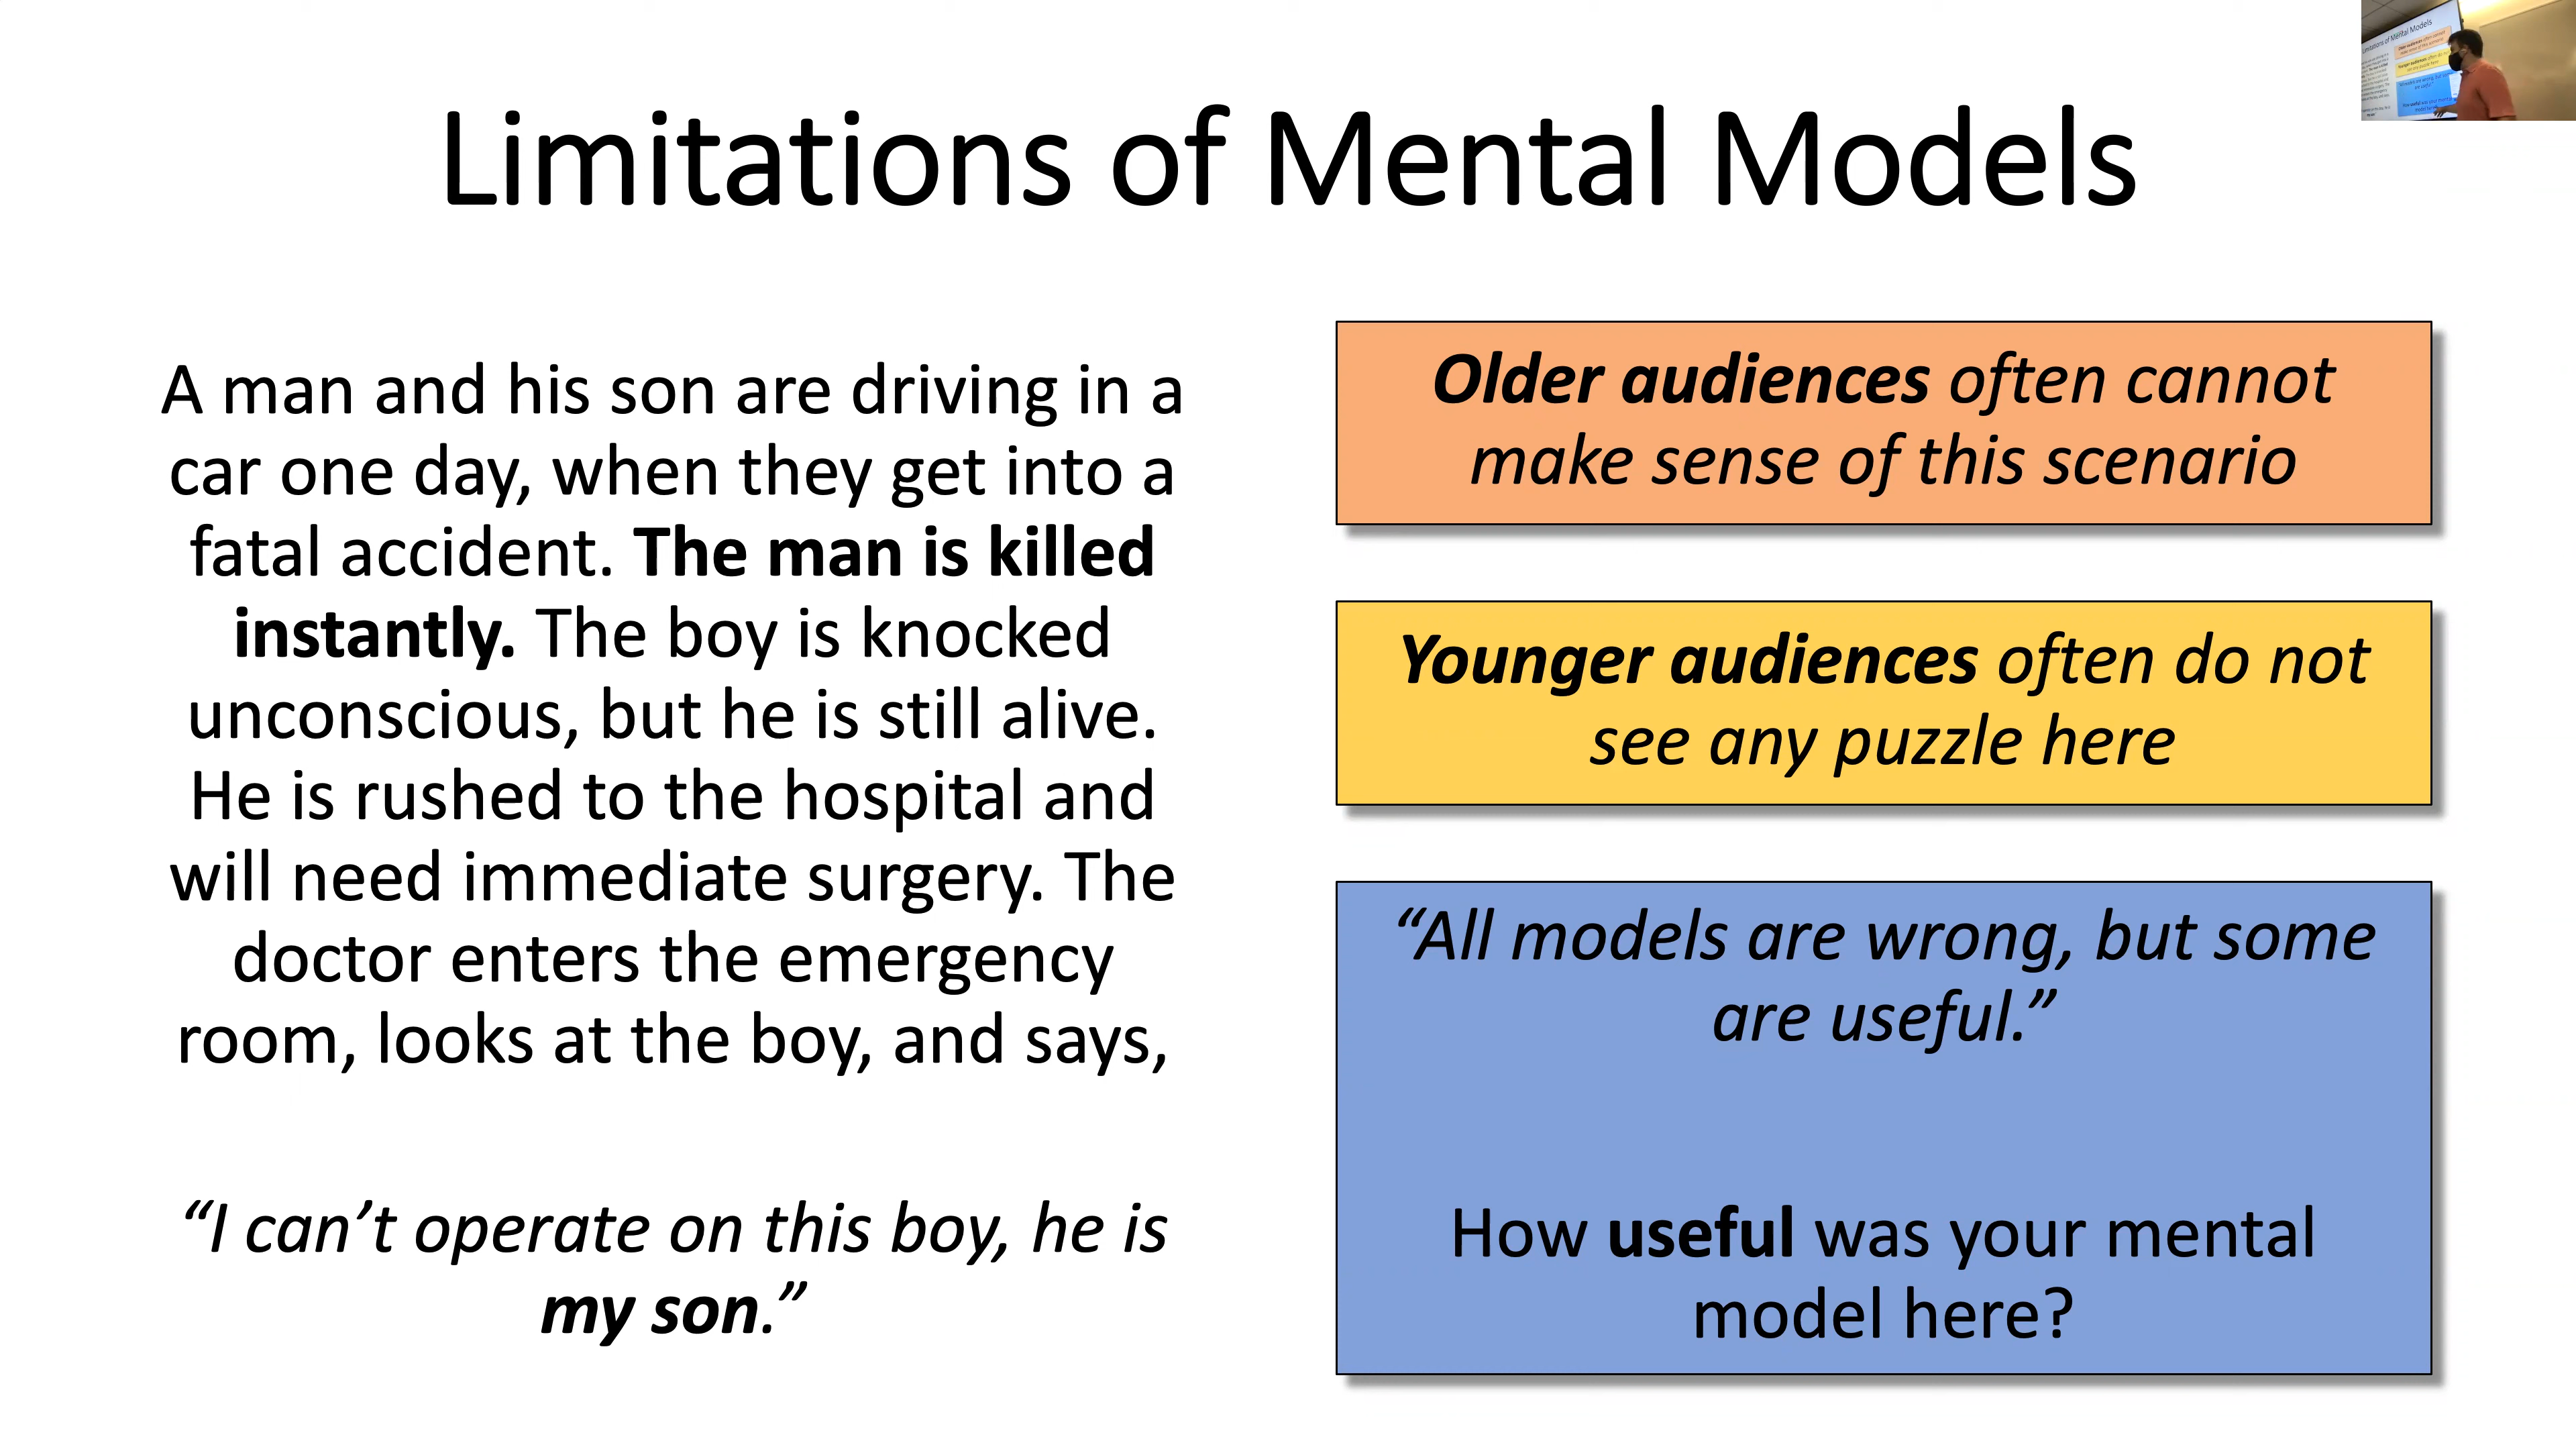 Limitations of Mental Models
A man and his son are driving in a
car one day, when they get into a
fatal accident. The man is killed
instantly. The boy is knocked
unconscious, but he is still alive.
He is rushed to the hospital and
will need immediate surgery. The
doctor enters the emergency
room, looks at the boy, and says,
“I can’t operate on this boy, he is
my son.”
Older audiences often cannot
make sense of this scenario
Younger audiences often do not
see any puzzle here
“All models are wrong, but some
are useful.”
How useful was your mental
model here?